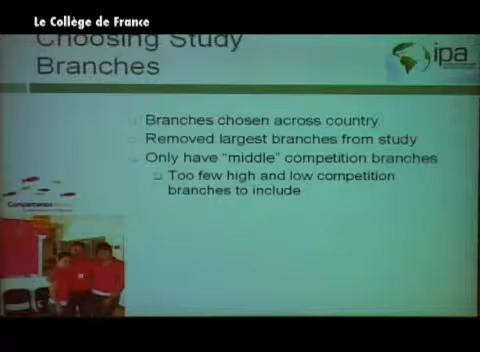 Le Collège de France
Choosing Study
Branches
ipa
Branches chosen across country
Removed largest branches from study
Only have “middle” competition branches
Too few high and low competition
branches to include
Compartamos